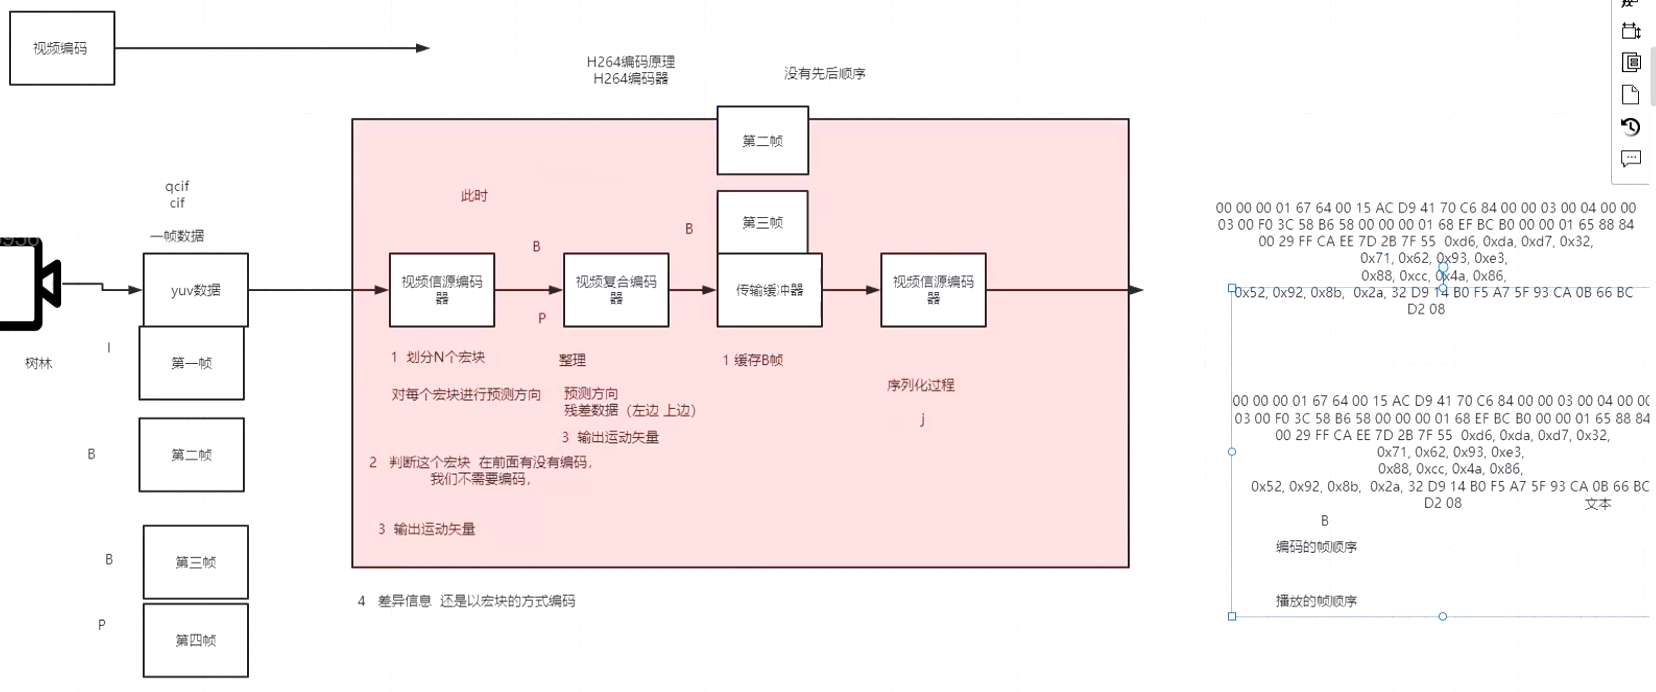 视频编码
H264编码原理
H264编码器
没有先后顺序
第二帧
qcif
cif
此时
第三帧
一帧数据
B
B
yuv数据
视频信源编码
器
视频复合编码
器
传输缓冲器
视频信源编码
器
P
树林
I
第一帧
1 划分N个宏块
整理
1 缓存B帧
对每个宏块进行预测方向
预测方向
残差数据（左边 上边）
序列化过程
j
3 输出运动矢量
B
第二帧
2 判断这个宏块 在前面有没有编码，
我们不需要编码，
3 输出运动矢量
B
第三帧
4 差异信息 还是以宏块的方式编码
P
第四帧
00 00 00 01 67 64 00 15 AC D9 41 70 C6 84 00 00 03 00 04 00 00
03 00 F0 3C 58 B6 58 00 00 00 01 68 EF BC B0 00 00 01 65 88 84
00 29 FF CA EE 7D 2B 7F 55 0xd6, 0xda, 0xd7, 0x32,
0x71, 0x62, 0x93, 0xe3,
0x88, 0xcc, 0x4a, 0x86,
0x52, 0x92, 0x8b, 0x2a, 32 D9 14 B0 F5 A7 5F 93 CA 0B 66 BC
D2 08
00 00 00 01 67 64 00 15 AC D9 41 70 C6 84 00 00 03 00 04 00
03 00 F0 3C 58 B6 58 00 00 00 01 68 EF BC B0 00 00 01 65 88 84
00 29 FF CA EE 7D 2B 7F 55 0xd6, 0xda, 0xd7, 0x32,
0x71, 0x62, 0x93, 0xe3,
0x88, 0xcc, 0x4a, 0x86,
0x52, 0x92, 0x8b, 0x2a, 32 D9 14 B0 F5 A7 5F 93 CA 0B 66 BC
D2 08
文本
B
编码的帧顺序
播放的帧顺序